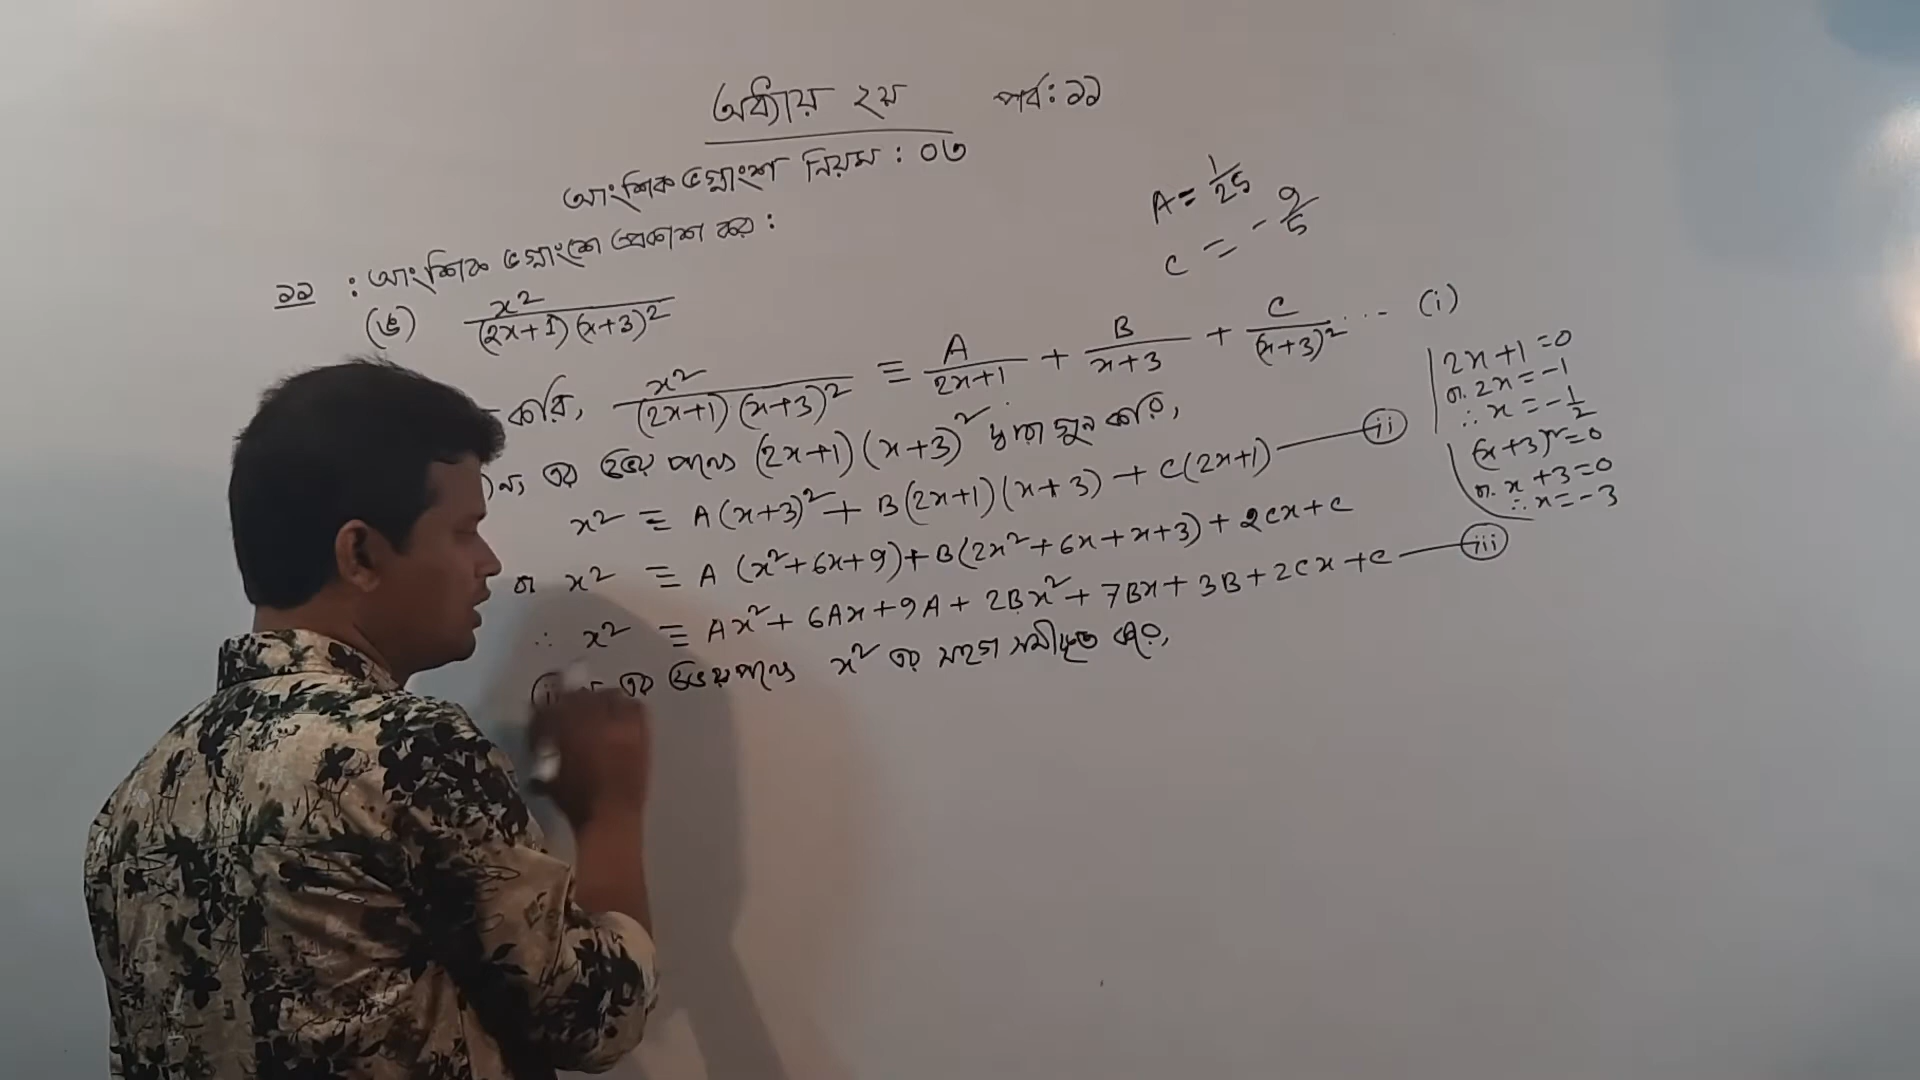 অধ্যায় ২য় পর্ব: ১১
আংশিক ভগ্নাংশ নিয়ম: ০৩
১১ : আংশিক ভগ্নাংশে প্রকাশ কর:
(ঙ) x²/(2x+1)(x+3)²
A = 1/25
C = -9/5
করি, x²/(2x+1)(x+3)² ≡ A/2x+1 + B/x+3 + C/(x+3)² ... (i)
)নং এর উভয় পক্ষে (2x+1)(x+3)² দ্বারা গুন করি,
x² ≡ A(x+3)² + B(2x+1)(x+3) + C(2x+1) — (ii)
বা x² ≡ A(x²+6x+9) + B(2x²+6x+x+3) + 2Cx+C
∴ x² ≡ Ax²+6Ax+9A+2Bx²+7Bx+3B+2Cx+C — (iii)
এর উভয়পক্ষে x² এর সহগ সমীকৃত করে,
2x+1=0
বা, 2x=-1
∴ x=-1/2
(x+3)²=0
বা, x+3=0
∴ x=-3